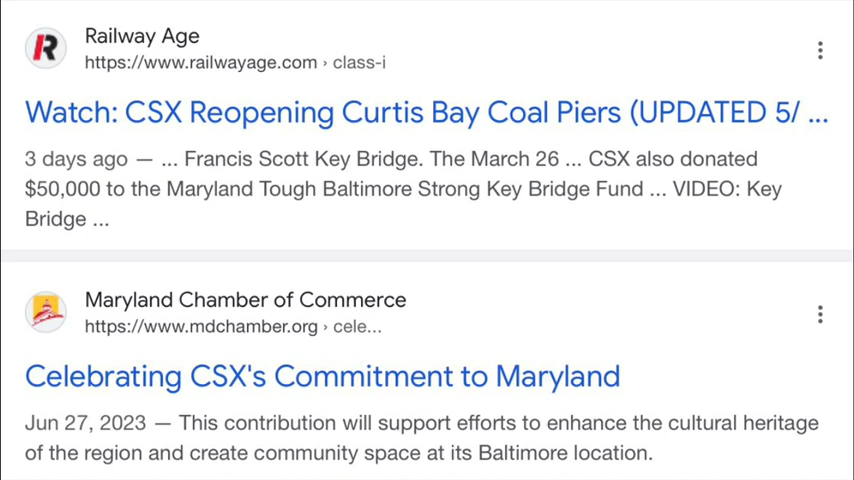 Railway Age
https://www.railwayage.com › class-i
Watch: CSX Reopening Curtis Bay Coal Piers (UPDATED 5/ ...
3 days ago — ... Francis Scott Key Bridge. The March 26 ... CSX also donated
$50,000 to the Maryland Tough Baltimore Strong Key Bridge Fund ... VIDEO: Key
Bridge ...
Maryland Chamber of Commerce
https://www.mdchamber.org › cele...
Celebrating CSX's Commitment to Maryland
Jun 27, 2023 — This contribution will support efforts to enhance the cultural heritage
of the region and create community space at its Baltimore location.